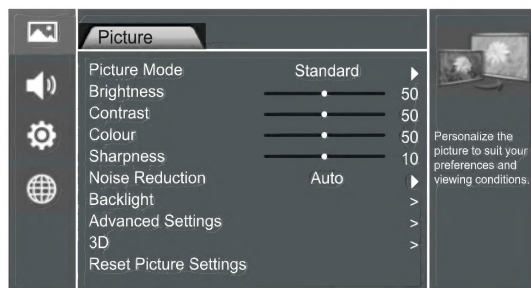 Picture
Picture Mode Standard
Brightness 50
Contrast 50
Colour 50
Sharpness 10
Noise Reduction Auto
Backlight >
Advanced Settings >
3D >
Reset Picture Settings
Personalize the
picture to suit your
preferences and
viewing conditions.